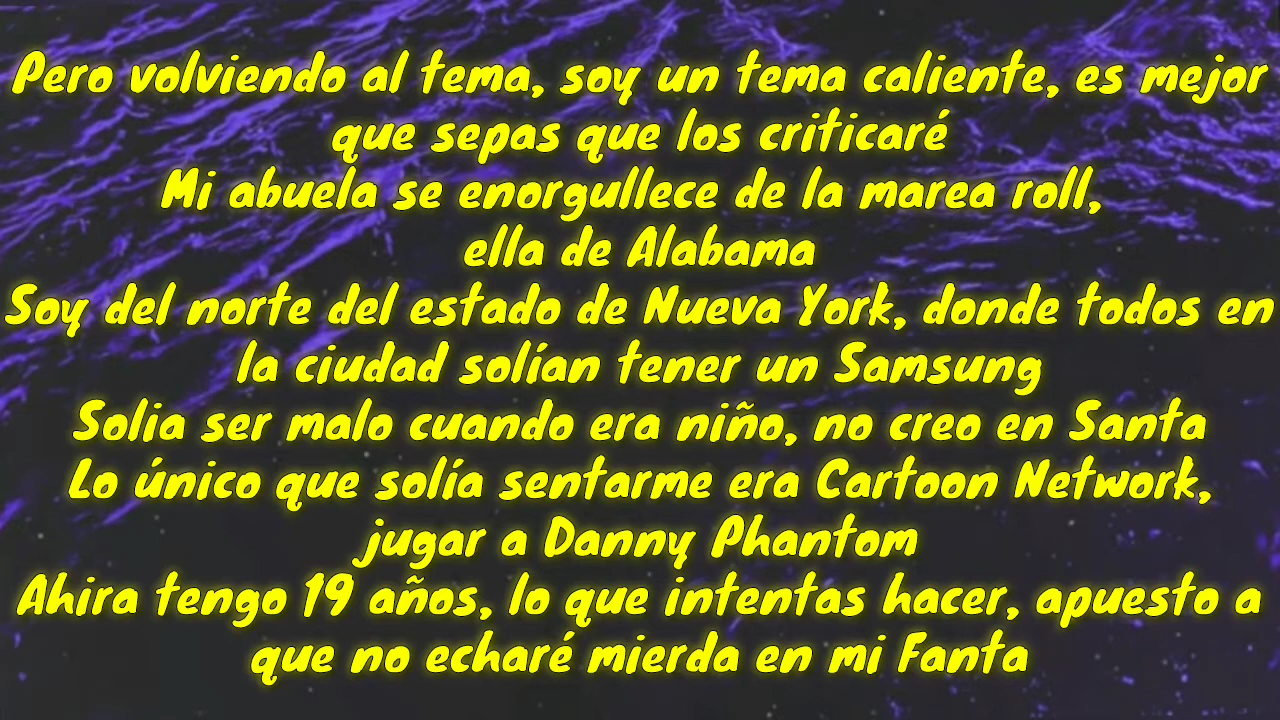 Pero volviendo al tema, soy un tema caliente, es mejor
que sepas que los criticaré
Mi abuela se enorgullece de la marea roll,
ella de Alabama
Soy del norte del estado de Nueva York, donde todos en
la ciudad solían tener un Samsung
Solia ser malo cuando era niño, no creo en Santa
Lo único que solía sentarme era Cartoon Network,
jugar a Danny Phantom
Ahira tengo 19 años, lo que intentas hacer, apuesto a
que no echaré mierda en mi Fanta